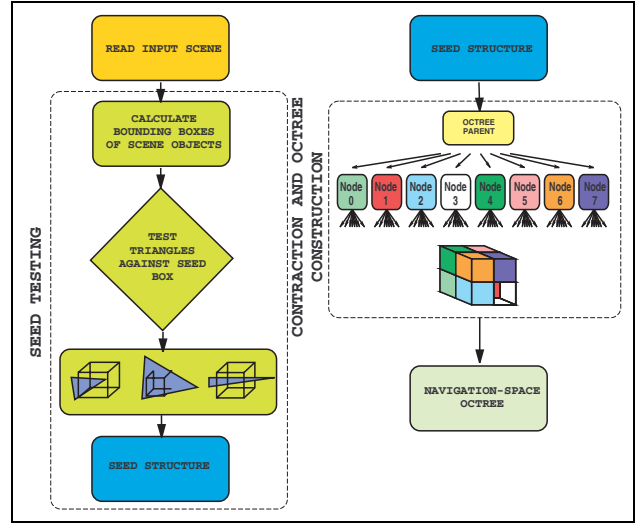 READ INPUT SCENE
CALCULATE
BOUNDING BOXES
OF SCENE OBJECTS
TEST
TRIANGLES
AGAINST SEED
BOX
SEED STRUCTURE
SEED TESTING
CONTRACTION AND OCTREE
CONSTRUCTION
SEED STRUCTURE
OCTREE
PARENT
Node
0
Node
1
Node
2
Node
3
Node
4
Node
5
Node
6
Node
7
NAVIGATION-SPACE
OCTREE